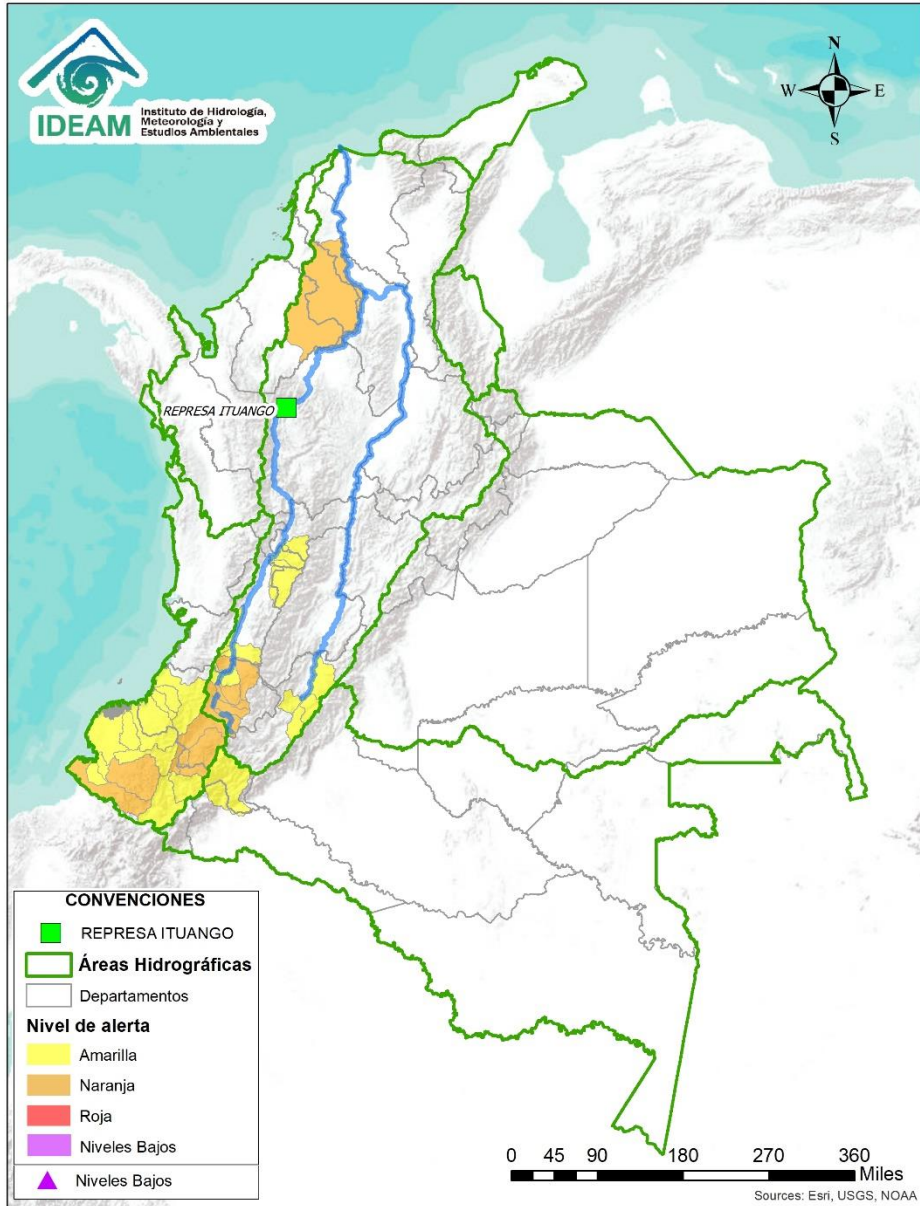 IDEAM
Instituto de Hidrología,
Meteorología y
Estudios Ambientales
N
W
E
S
REPRESA ITUANGO
CONVENCIONES
REPRESA ITUANGO
Áreas Hidrográficas
Departamentos
Nivel de alerta
Amarilla
Naranja
Roja
Niveles Bajos
Niveles Bajos
0 45 90 180 270 360
Miles
Sources: Esri, USGS, NOAA